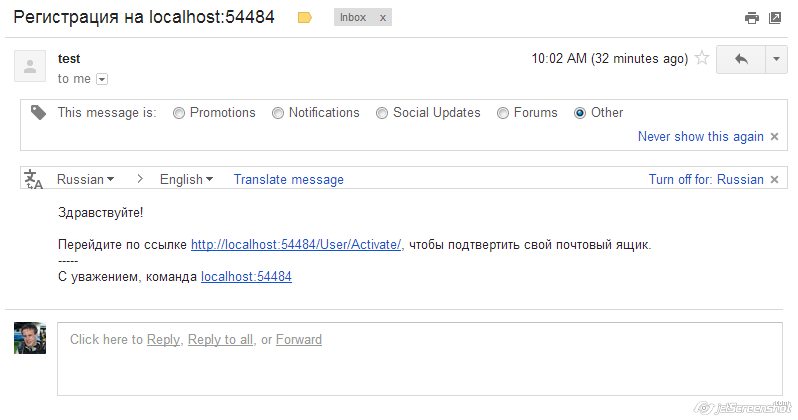 Регистрация на localhost:54484 Inbox x
test 10:02 AM (32 minutes ago)
to me
This message is: Promotions Notifications Social Updates Forums Other
Never show this again ×
Russian > English Translate message Turn off for: Russian ×
Здравствуйте!
Перейдите по ссылке http://localhost:54484/User/Activate/, чтобы подтвертить свой почтовый ящик.
-----
С уважением, команда localhost:54484
Click here to Reply, Reply to all, or Forward
jetScreenshot.com